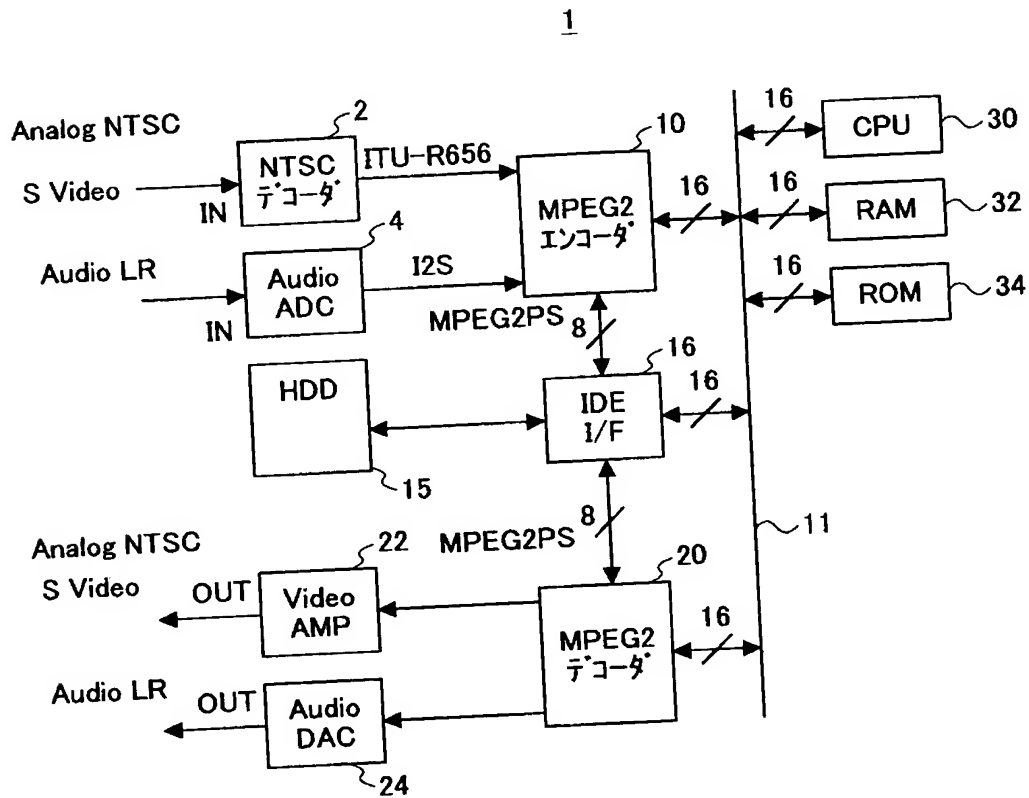 1
Analog NTSC
S Video
IN
NTSC
デコーダ
2
ITU-R656
MPEG2
エンコーダ
10
16
16
CPU
30
16
RAM
32
16
ROM
34
Audio LR
IN
Audio
ADC
4
I2S
MPEG2PS
8
HDD
15
IDE
I/F
16
16
11
8
MPEG2PS
Analog NTSC
S Video
OUT
Video
AMP
22
MPEG2
デコーダ
20
16
Audio LR
OUT
Audio
DAC
24